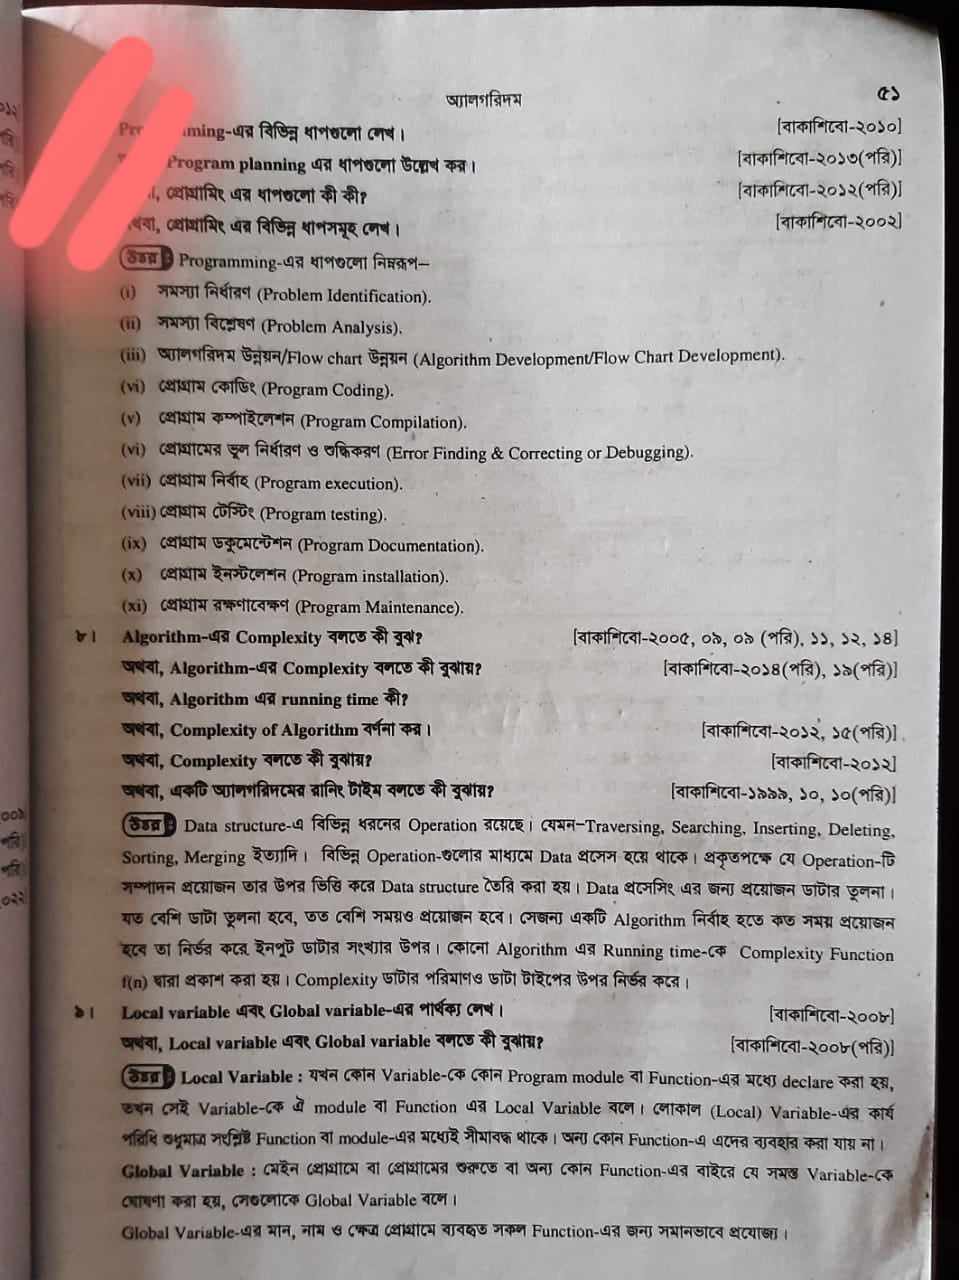 অ্যালগরিদম ৫১
-এর বিভিন্ন ধাপগুলো লেখ। [বাকাশিবো-২০১০]
Program planning এর ধাপগুলো উল্লেখ কর। [বাকাশিবো-২০১৩(পরি)]
প্রোগ্রামিং এর ধাপগুলো কী কী? [বাকাশিবো-২০১২(পরি)]
প্রোগ্রামিং এর বিভিন্ন ধাপসমূহ লেখ। [বাকাশিবো-২০০২]
উত্তর Programming-এর ধাপগুলো নিম্নরূপ—
(i) সমস্যা নির্ধারণ (Problem Identification).
(ii) সমস্যা বিশ্লেষণ (Problem Analysis).
(iii) অ্যালগরিদম উন্নয়ন/Flow chart উন্নয়ন (Algorithm Development/Flow Chart Development).
(vi) প্রোগ্রাম কোডিং (Program Coding).
(v) প্রোগ্রাম কম্পাইলেশন (Program Compilation).
(vi) প্রোগ্রামের ভুল নির্ধারণ ও শুদ্ধিকরণ (Error Finding & Correcting or Debugging).
(vii) প্রোগ্রাম নির্বাহ (Program execution).
(viii) প্রোগ্রাম টেস্টিং (Program testing).
(ix) প্রোগ্রাম ডকুমেন্টেশন (Program Documentation).
(x) প্রোগ্রাম ইনস্টলেশন (Program installation).
(xi) প্রোগ্রাম রক্ষণাবেক্ষণ (Program Maintenance).
৮। Algorithm-এর Complexity বলতে কী বুঝ? [বাকাশিবো-২০০৫, ০৯, ০৯ (পরি), ১১, ১২, ১৪]
অথবা, Algorithm-এর Complexity বলতে কী বুঝায়? [বাকাশিবো-২০১৪(পরি), ১৯(পরি)]
অথবা, Algorithm এর running time কী?
অথবা, Complexity of Algorithm বর্ণনা কর। [বাকাশিবো-২০১২, ১৫(পরি)]
অথবা, Complexity বলতে কী বুঝায়? [বাকাশিবো-২০১২]
অথবা, একটি অ্যালগরিদমের রানিং টাইম বলতে কী বুঝায়? [বাকাশিবো-১৯৯৯, ১০, ১০(পরি)]
উত্তর Data structure-এ বিভিন্ন ধরনের Operation রয়েছে। যেমন—Traversing, Searching, Inserting, Deleting,
Sorting, Merging ইত্যাদি। বিভিন্ন Operation-গুলোর মাধ্যমে Data প্রসেস হয়ে থাকে। প্রকৃতপক্ষে যে Operation-টি
সম্পাদন প্রয়োজন তার উপর ভিত্তি করে Data structure তৈরি করা হয়। Data প্রসেসিং এর জন্য প্রয়োজন ডাটার তুলনা।
যত বেশি ডাটা তুলনা হবে, তত বেশি সময়ও প্রয়োজন হবে। সেজন্য একটি Algorithm নির্বাহ হতে কত সময় প্রয়োজন
হবে তা নির্ভর করে ইনপুট ডাটার সংখ্যার উপর। কোনো Algorithm এর Running time-কে Complexity Function
f(n) দ্বারা প্রকাশ করা হয়। Complexity ডাটার পরিমাণও ডাটা টাইপের উপর নির্ভর করে।
৯। Local variable এবং Global variable-এর পার্থক্য লেখ। [বাকাশিবো-২০০৮]
অথবা, Local variable এবং Global variable বলতে কী বুঝায়? [বাকাশিবো-২০০৮(পরি)]
উত্তর Local Variable : যখন কোন Variable-কে কোন Program module বা Function-এর মধ্যে declare করা হয়,
তখন সেই Variable-কে ঐ module বা Function এর Local Variable বলে। লোকাল (Local) Variable-এর কার্য
পরিধি শুধুমাত্র সংশ্লিষ্ট Function বা module-এর মধ্যেই সীমাবদ্ধ থাকে। অন্য কোন Function-এ এদের ব্যবহার করা যায় না।
Global Variable : মেইন প্রোগ্রামে বা প্রোগ্রামের শুরুতে বা অন্য কোন Function-এর বাইরে যে সমস্ত Variable-কে
ঘোষণা করা হয়, সেগুলোকে Global Variable বলে।
Global Variable-এর মান, নাম ও ক্ষেত্র প্রোগ্রামে ব্যবহৃত সকল Function-এর জন্য সমানভাবে প্রযোজ্য।